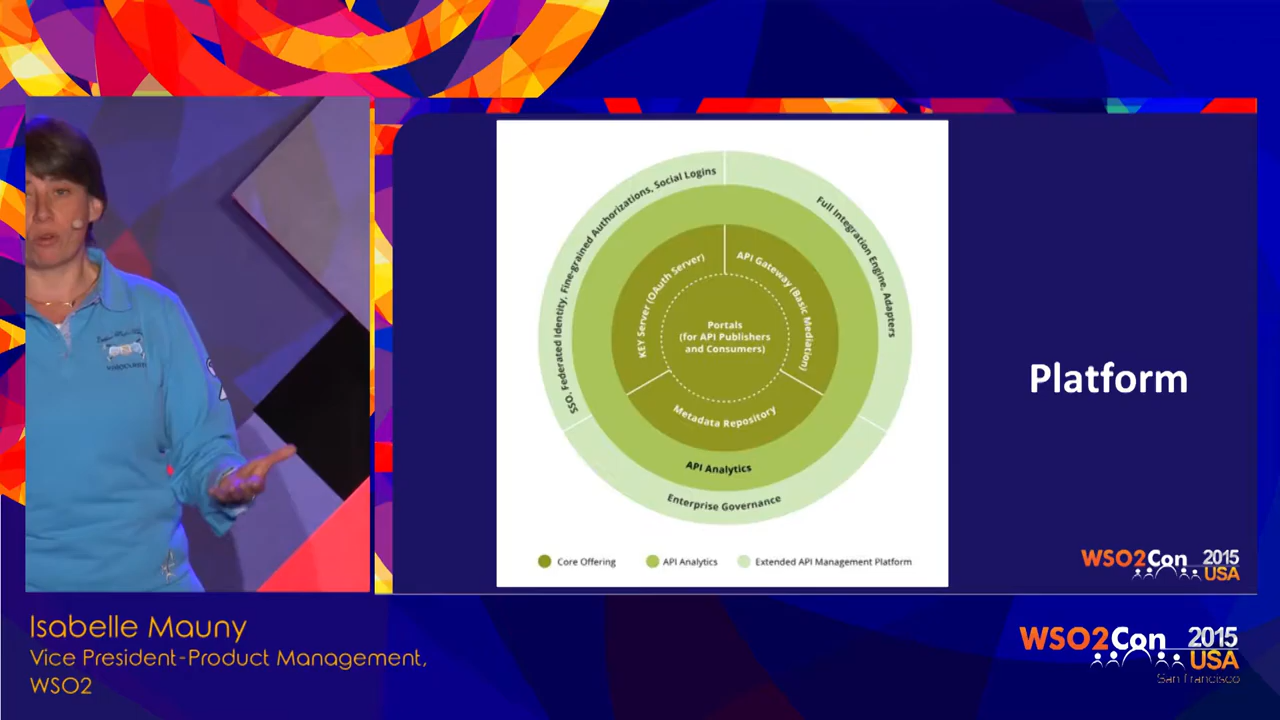 SSO, Federated Identity, Fine-grained Authorizations, Social Logins
Full Integration Engine, Adapters
KEY Server (OAuth Server)
API Gateway (Basic Mediation)
Portals
(for API Publishers
and Consumers)
Metadata Repository
API Analytics
Enterprise Governance
Core Offering
API Analytics
Extended API Management Platform
Platform
WSO2Con 2015
USA
Isabelle Mauny
Vice President-Product Management,
WSO2
WSO2Con 2015
USA
San Francisco